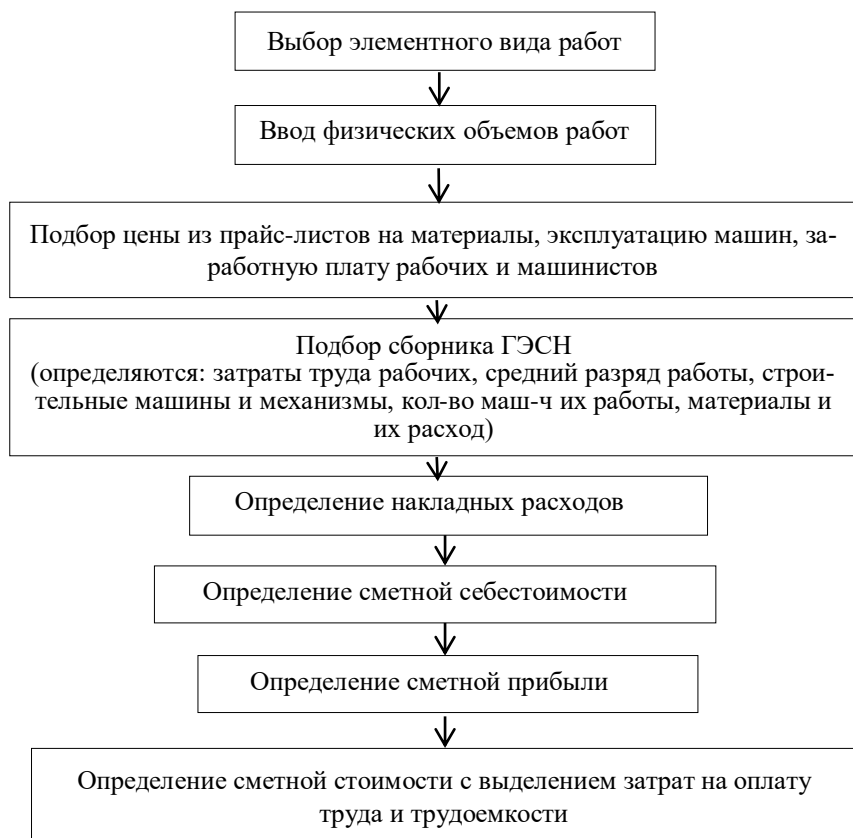 Выбор элементного вида работ
Ввод физических объемов работ
Подбор цены из прайс-листов на материалы, эксплуатацию машин, за-
работную плату рабочих и машинистов
Подбор сборника ГЭСН
(определяются: затраты труда рабочих, средний разряд работы, строи-
тельные машины и механизмы, кол-во маш-ч их работы, материалы и
их расход)
Определение накладных расходов
Определение сметной себестоимости
Определение сметной прибыли
Определение сметной стоимости с выделением затрат на оплату
труда и трудоемкости